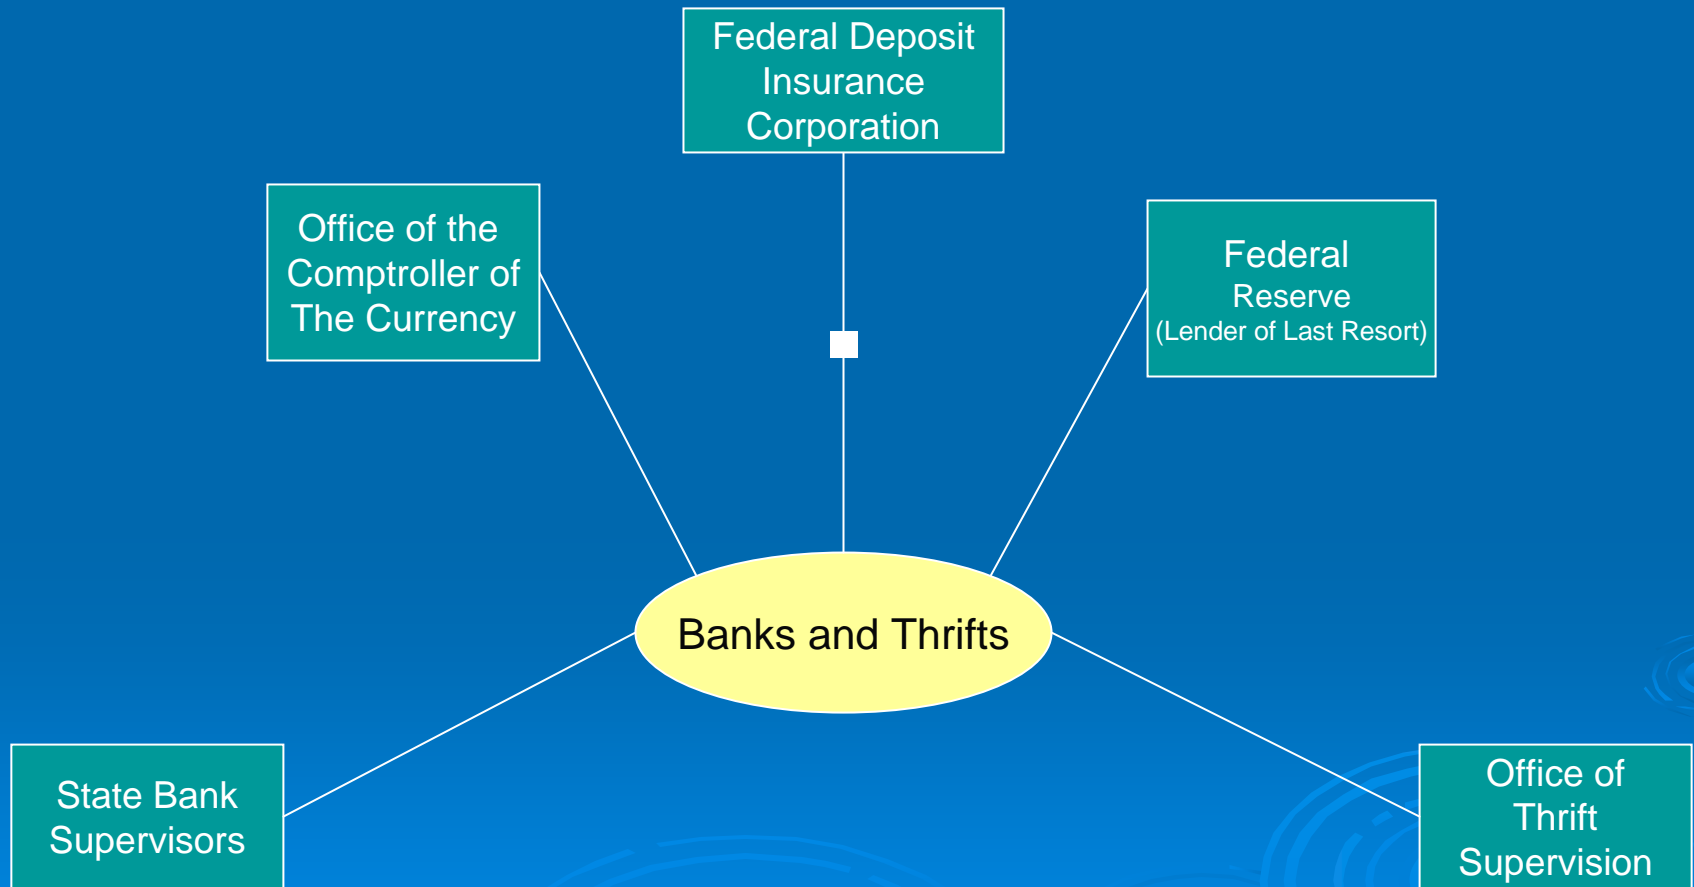 Federal Deposit
Insurance
Corporation
Office of the
Comptroller of
The Currency
Federal
Reserve
(Lender of Last Resort)
Banks and Thrifts
State Bank
Supervisors
Office of
Thrift
Supervision